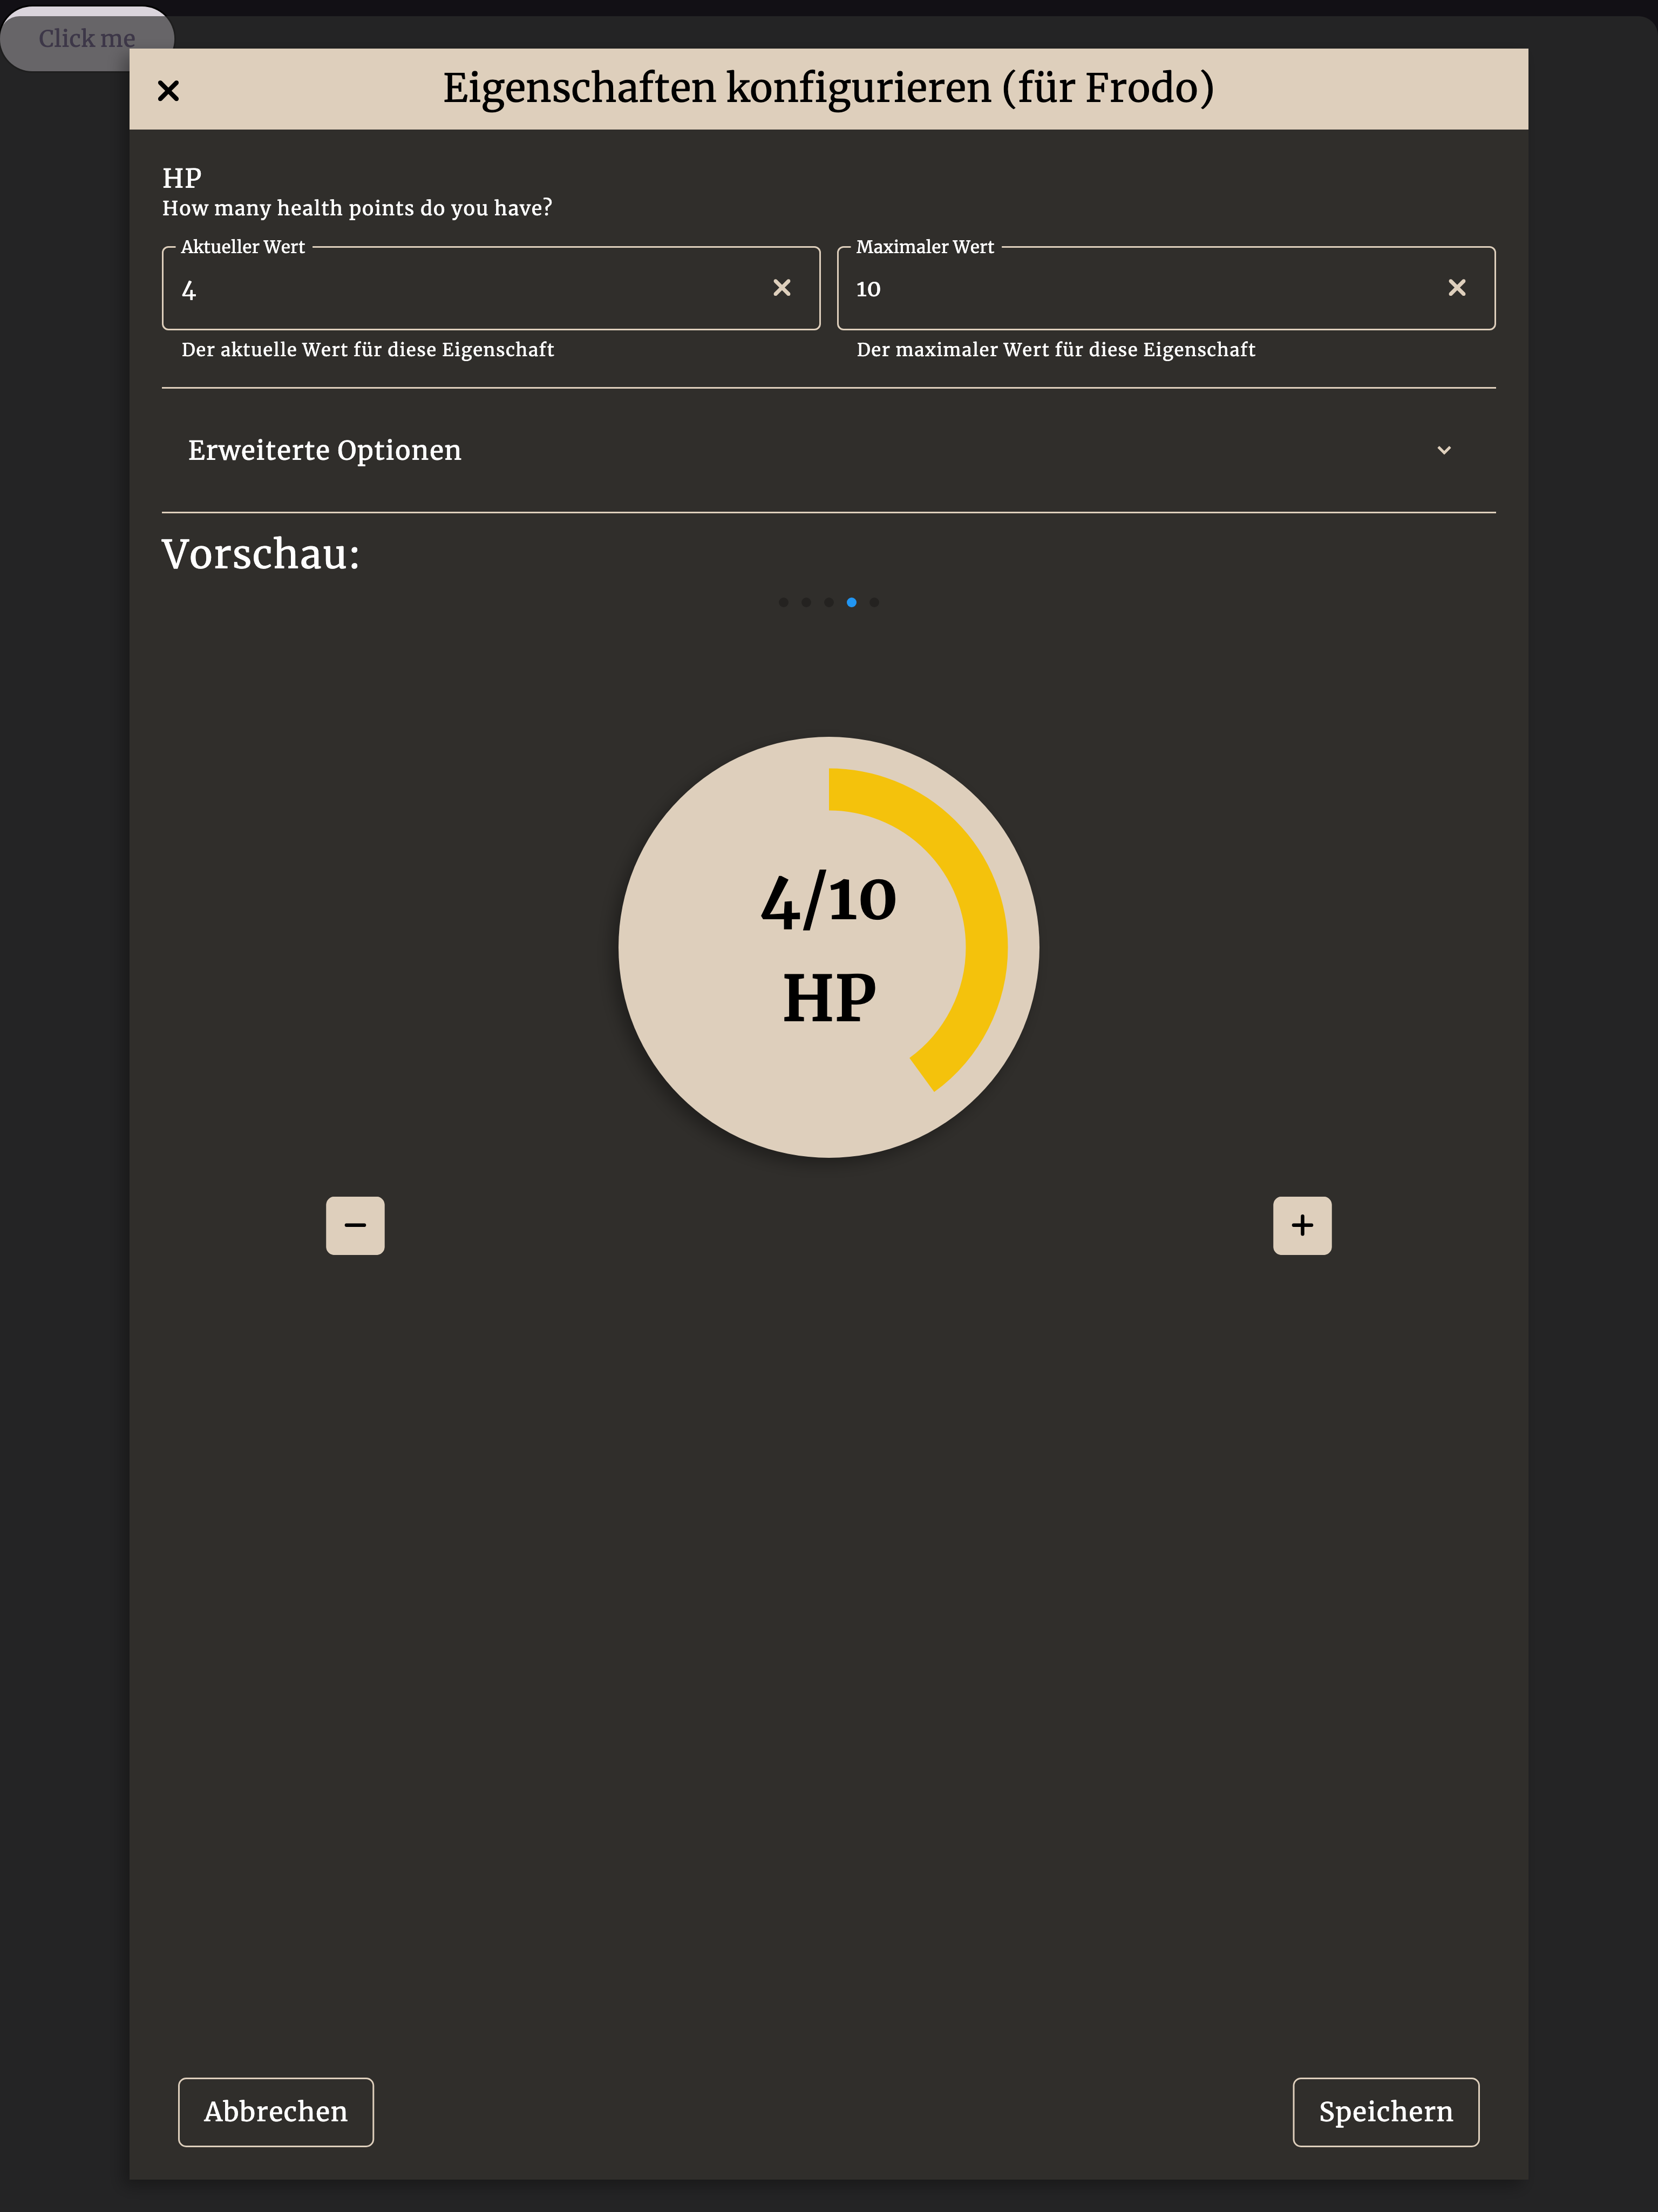 Click me
Eigenschaften konfigurieren (für Frodo)
HP
How many health points do you have?
Aktueller Wert
4
Der aktuelle Wert für diese Eigenschaft
Maximaler Wert
10
Der maximaler Wert für diese Eigenschaft
Erweiterte Optionen
Vorschau:
4/10
HP
Abbrechen
Speichern